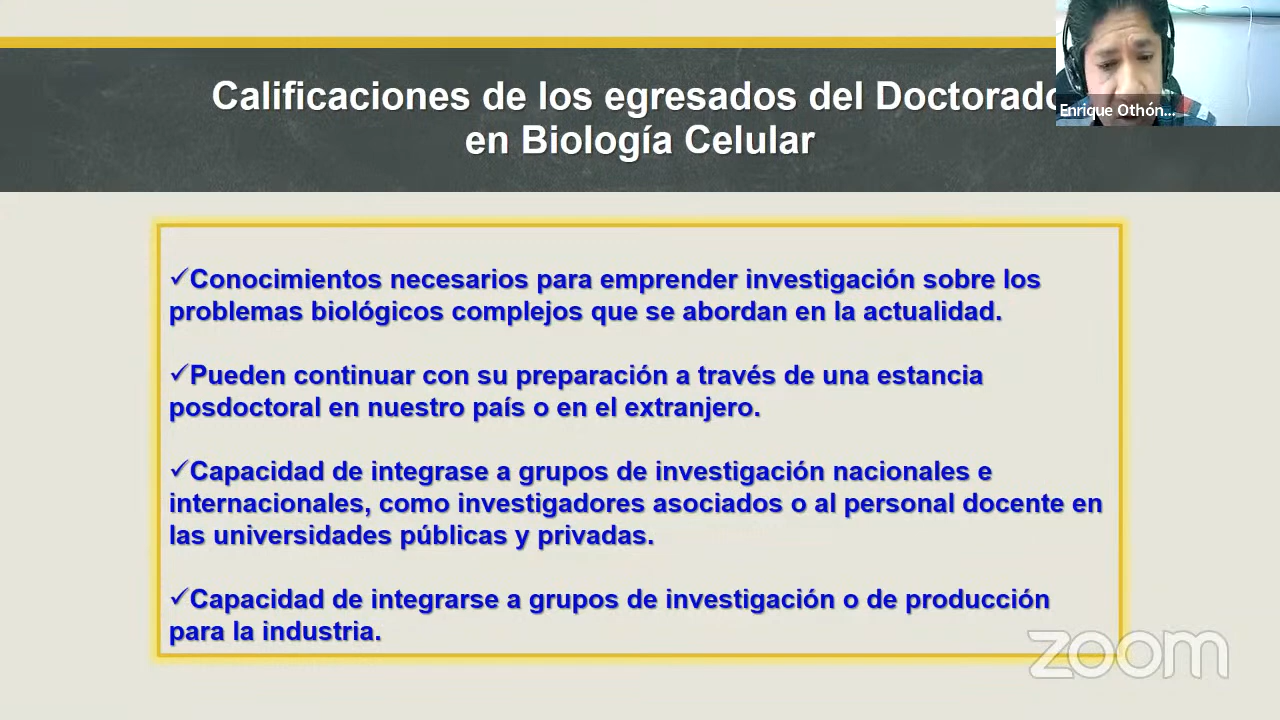 Calificaciones de los egresados del Doctorado
en Biología Celular
Enrique Othón...
✓Conocimientos necesarios para emprender investigación sobre los
problemas biológicos complejos que se abordan en la actualidad.
✓Pueden continuar con su preparación a través de una estancia
posdoctoral en nuestro país o en el extranjero.
✓Capacidad de integrase a grupos de investigación nacionales e
internacionales, como investigadores asociados o al personal docente en
las universidades públicas y privadas.
✓Capacidad de integrarse a grupos de investigación o de producción
para la industria.
zoom